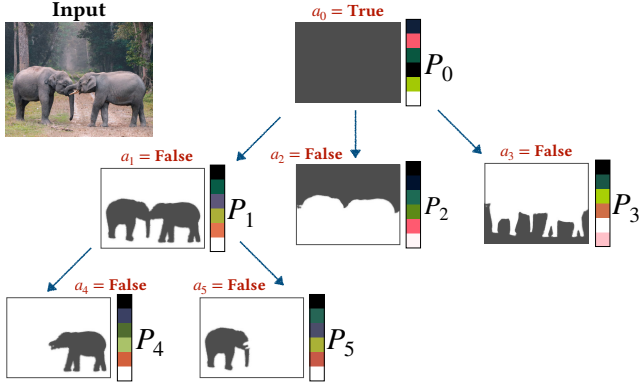 Input
a₀ = True
P₀
a₁ = False
a₂ = False
a₃ = False
P₁
P₂
P₃
a₄ = False
a₅ = False
P₄
P₅